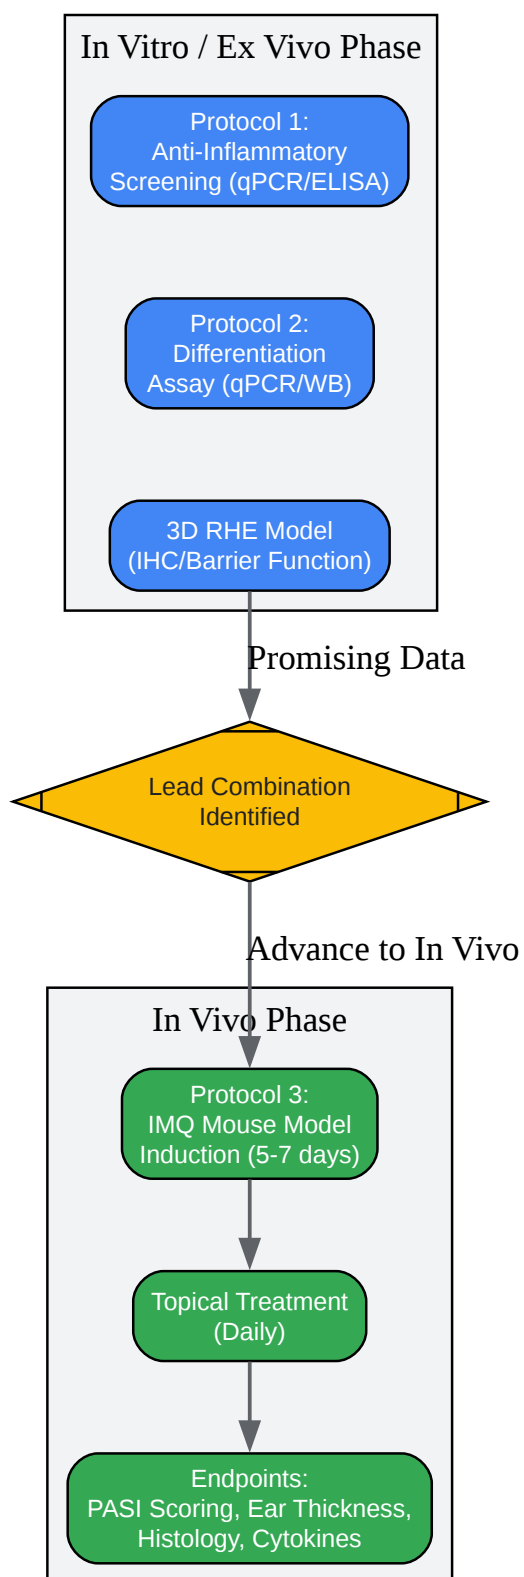 In Vitro / Ex Vivo Phase
Protocol 1:
Anti-Inflammatory
Screening (qPCR/ELISA)
Protocol 2:
Differentiation
Assay (qPCR/WB)
3D RHE Model
(IHC/Barrier Function)
Promising Data
Lead Combination
Identified
Advance to In Vivo
In Vivo Phase
Protocol 3:
IMQ Mouse Model
Induction (5-7 days)
Topical Treatment
(Daily)
Endpoints:
PASI Scoring, Ear Thickness,
Histology, Cytokines